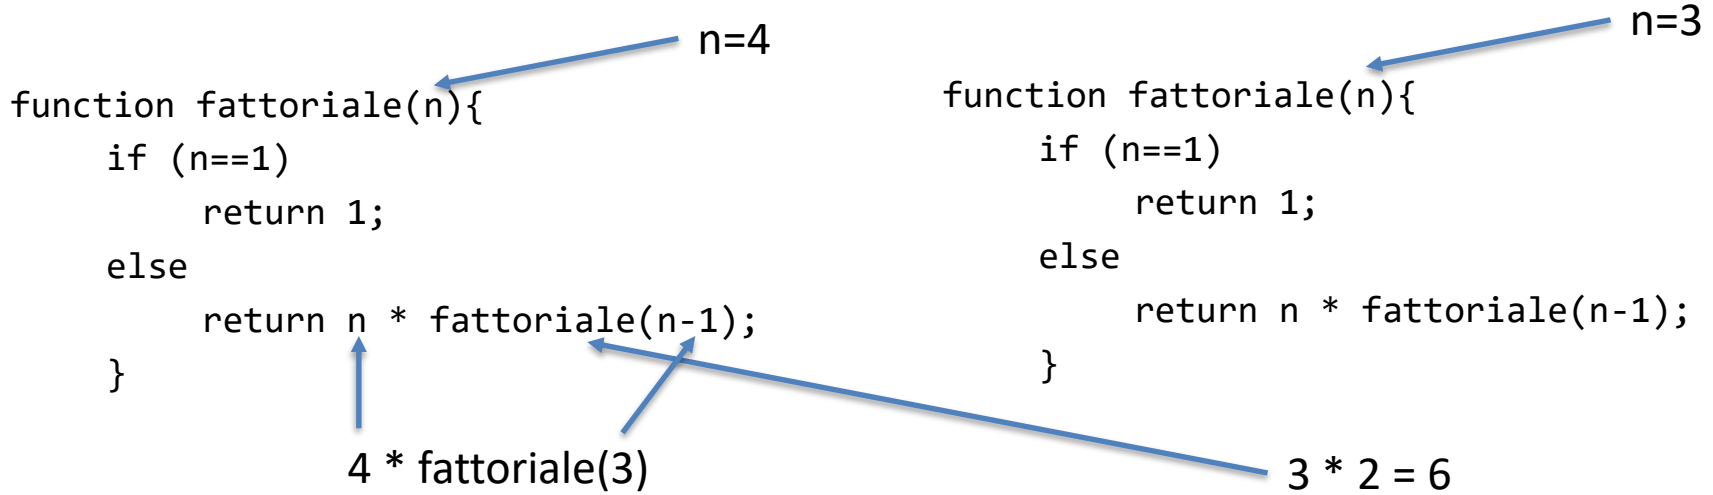 n=4
function fattoriale(n){
if (n==1)
return 1;
else
return n * fattoriale(n-1);
}
4 * fattoriale(3)
n=3
function fattoriale(n){
if (n==1)
return 1;
else
return n * fattoriale(n-1);
}
3 * 2 = 6